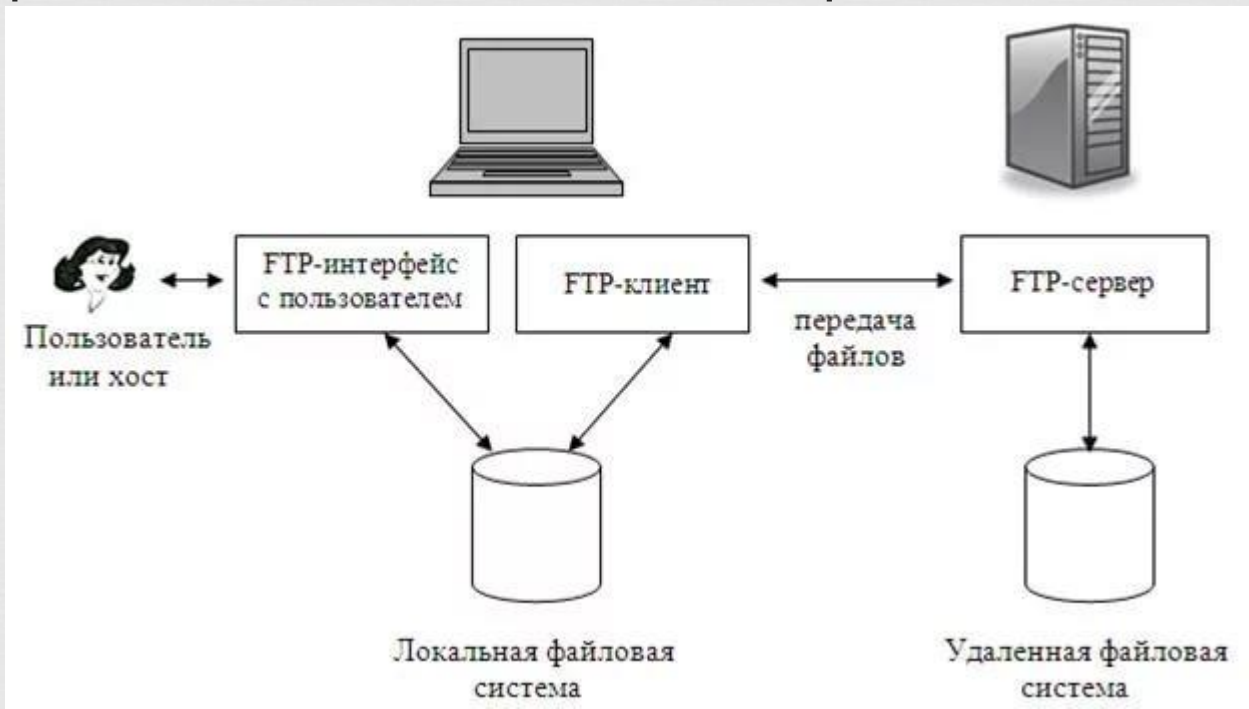 FTP-интерфейс
с пользователем
FTP-клиент
FTP-сервер
Пользователь
или хост
передача
файлов
Локальная файловая
система
Удаленная файловая
система